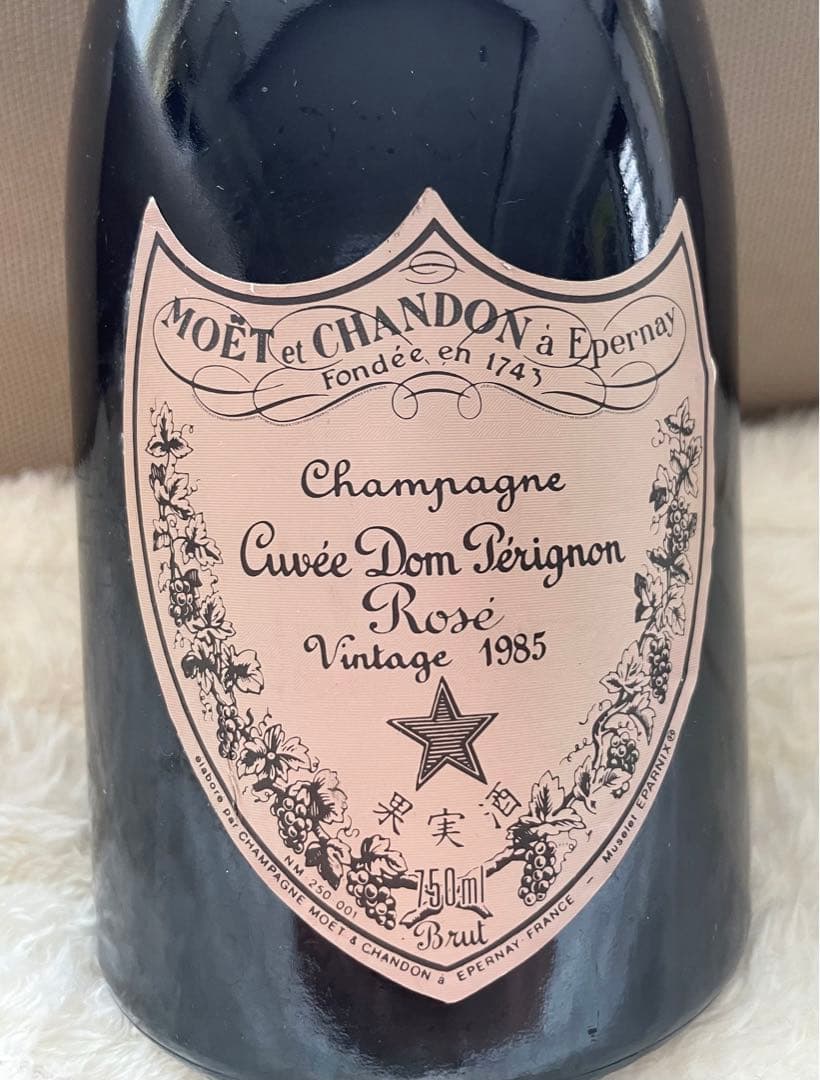 MOËT et CHANDON à Epernay
Fondée en 1743
Champagne
Cuvée Dom Pérignon
Rosé
Vintage 1985
果実酒
750ml
Brut
NM 250 001
élaboré par CHAMPAGNE MOËT & CHANDON à EPERNAY-FRANCE – Muselet EPARNIX®